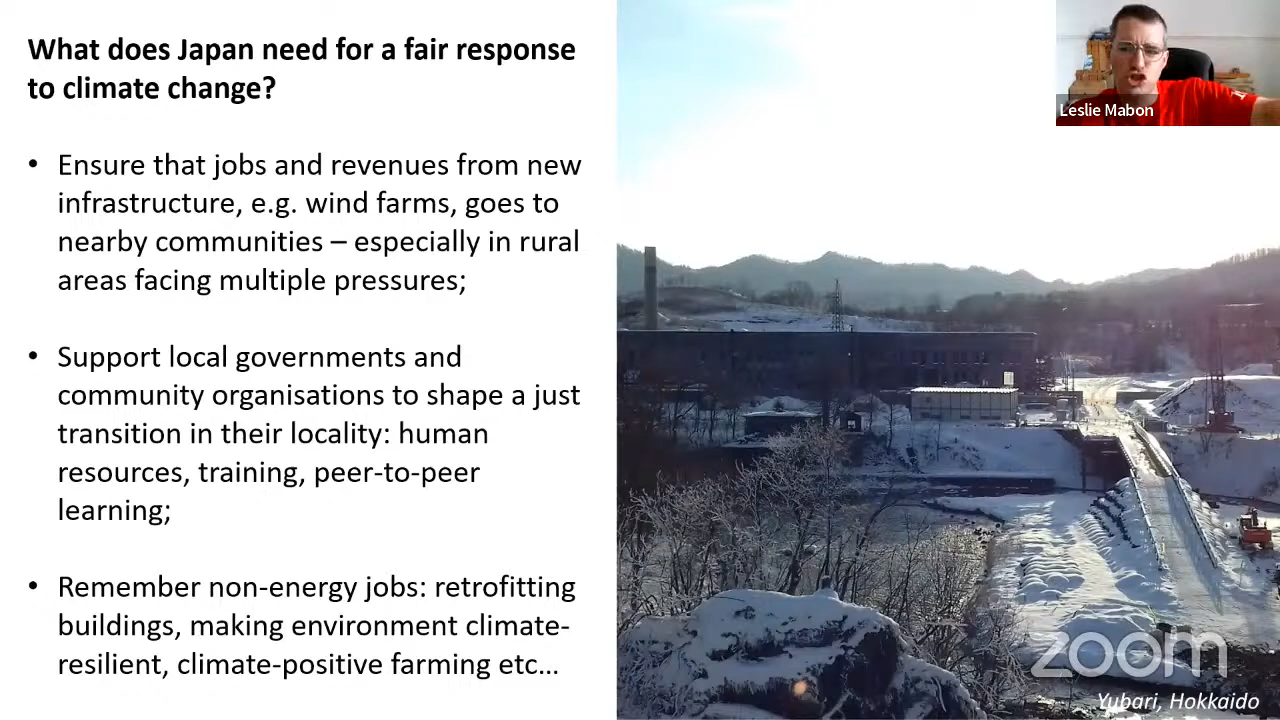 What does Japan need for a fair response
to climate change?
• Ensure that jobs and revenues from new
infrastructure, e.g. wind farms, goes to
nearby communities – especially in rural
areas facing multiple pressures;
• Support local governments and
community organisations to shape a just
transition in their locality: human
resources, training, peer-to-peer
learning;
• Remember non-energy jobs: retrofitting
buildings, making environment climate-
resilient, climate-positive farming etc…
Leslie Mabon
zoom
Yubari, Hokkaido